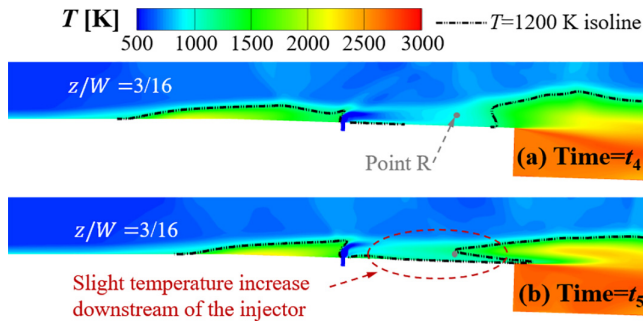 T [K]
500 1000 1500 2000 2500 3000
T=1200 K isoline
z/W =3/16
Point R
(a) Time=t₄
z/W =3/16
Slight temperature increase
downstream of the injector
(b) Time=t₅